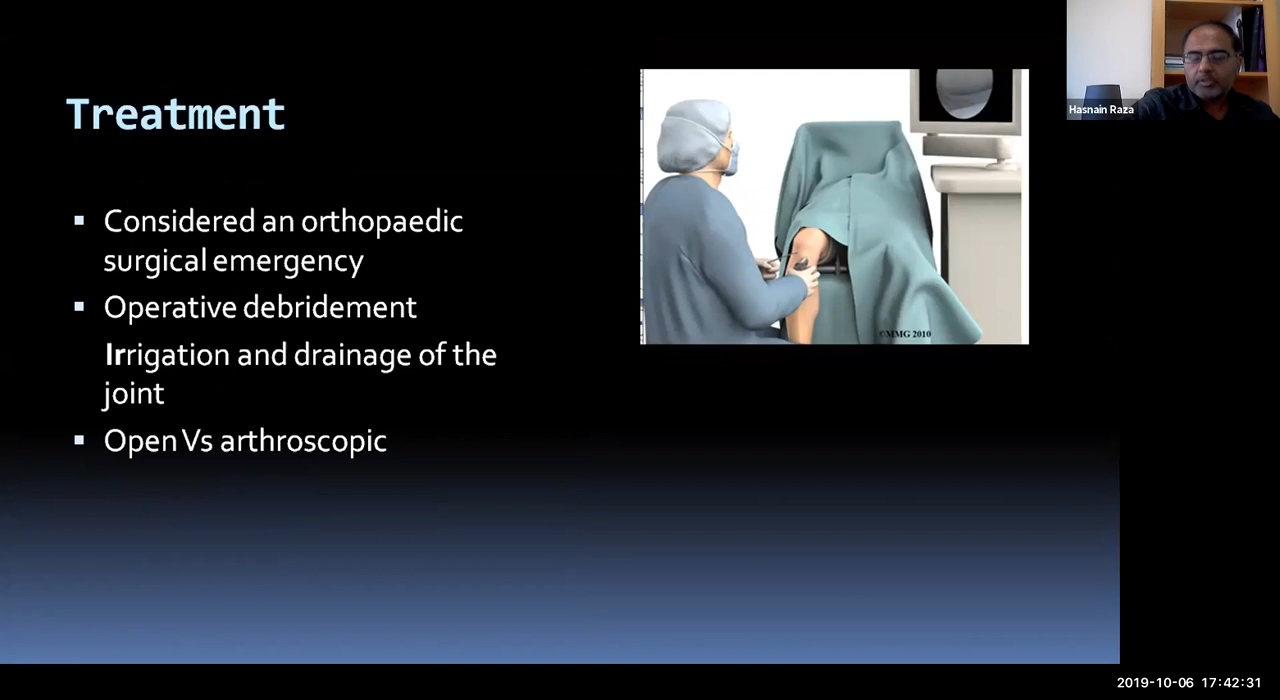 Treatment
Considered an orthopaedic
surgical emergency
Operative debridement
Irrigation and drainage of the
joint
Open Vs arthroscopic
©MMG 2010
Hasnain Raza
2019-10-06 17:42:31